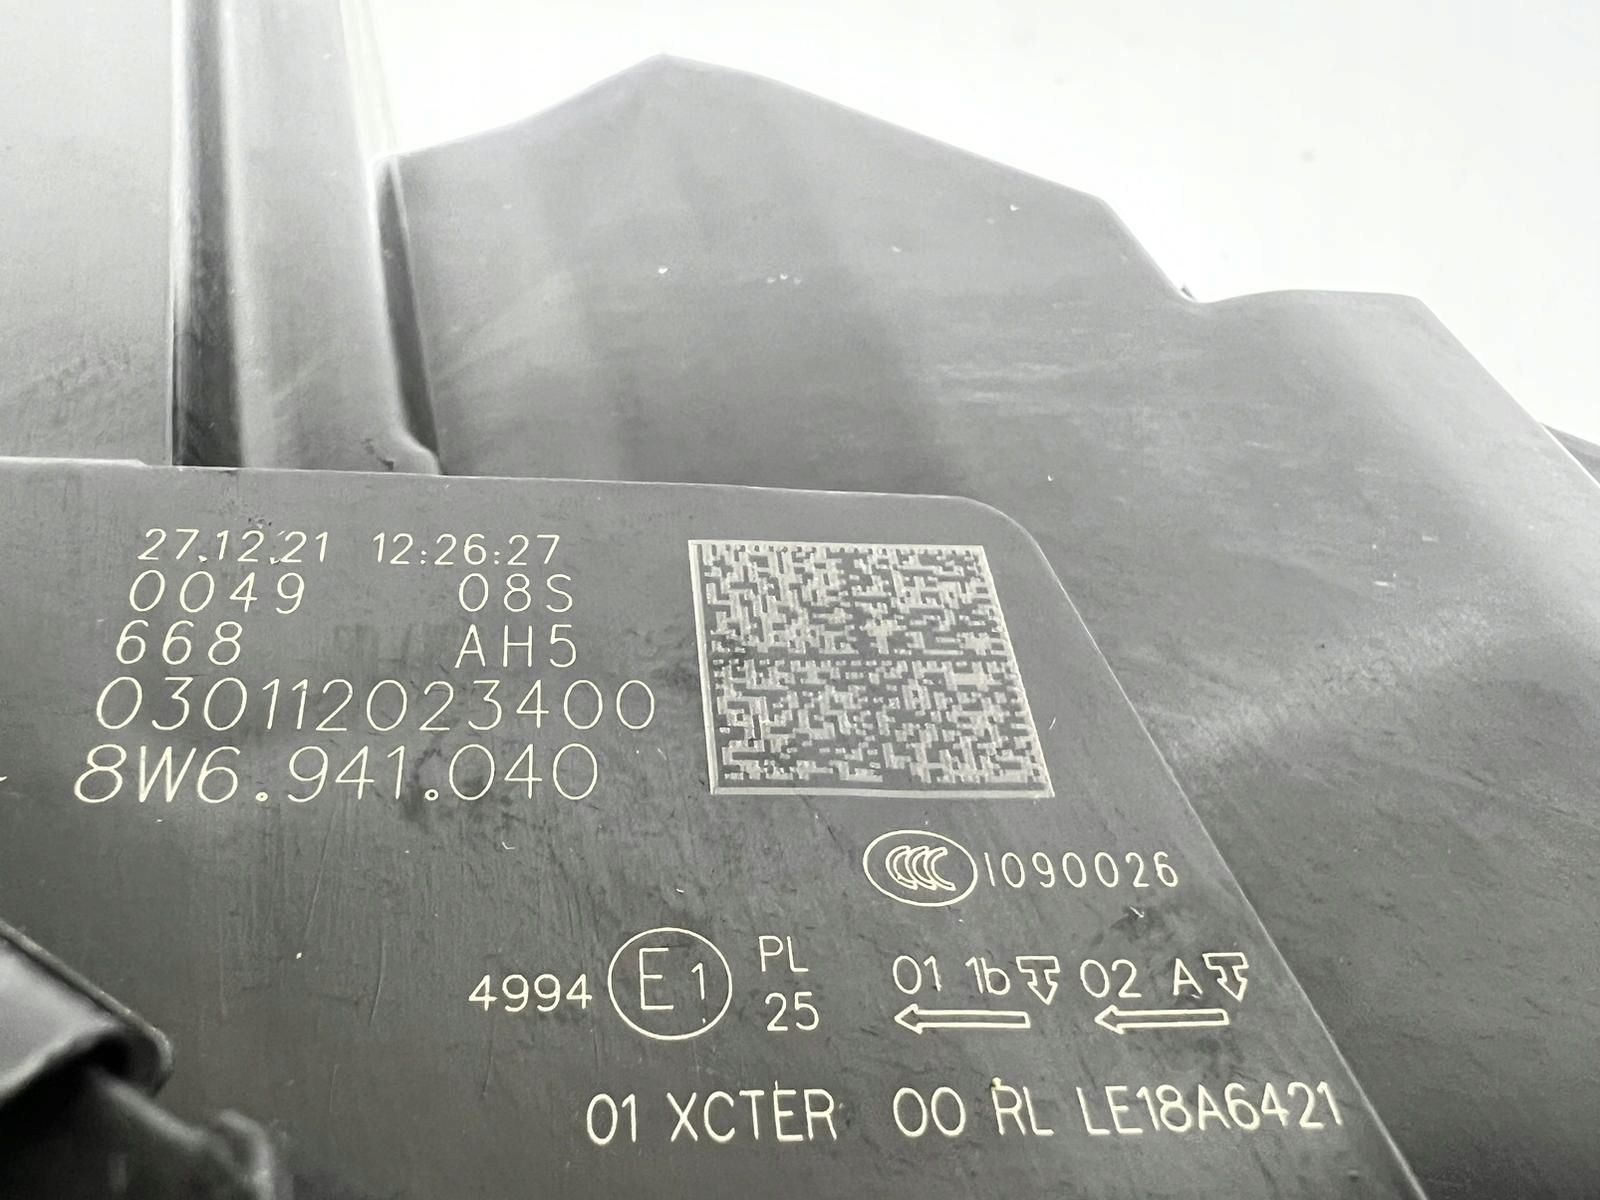 27.12.21 12:26:27
0049 08S
668 AH5
030112023400
8W6.941.040
CCC 1090026
4994 E1 PL 25 01 1b 02 A
01 XCTER 00 RL LE18A6421